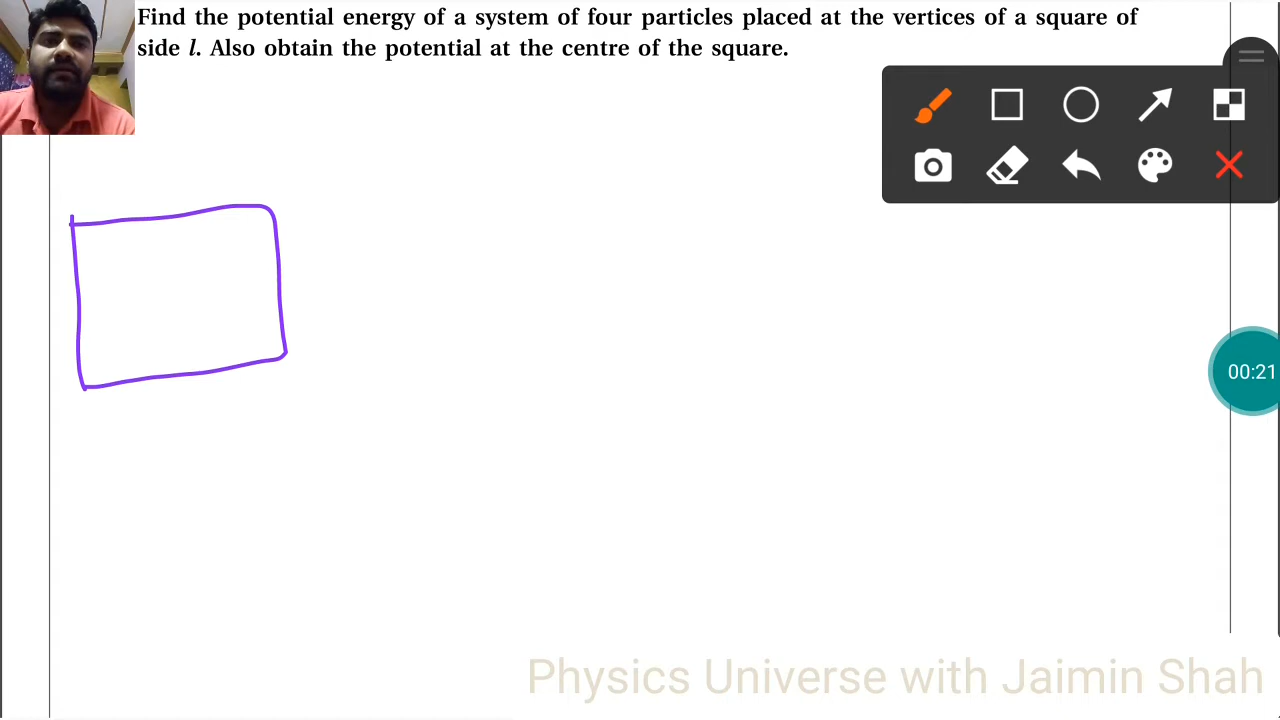 Find the potential energy of a system of four particles placed at the vertices of a square of
side l. Also obtain the potential at the centre of the square.
00:21
Physics Universe with Jaimin Shah